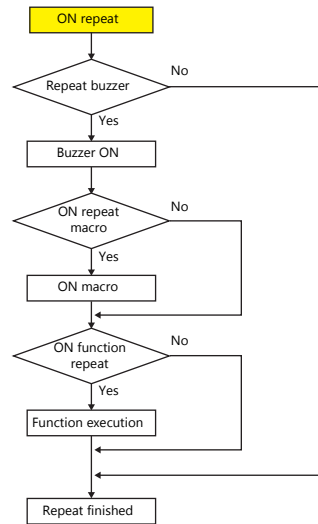 ON repeat
Repeat buzzer
No
Yes
Buzzer ON
ON repeat
macro
No
Yes
ON macro
ON function
repeat
No
Yes
Function execution
Repeat finished